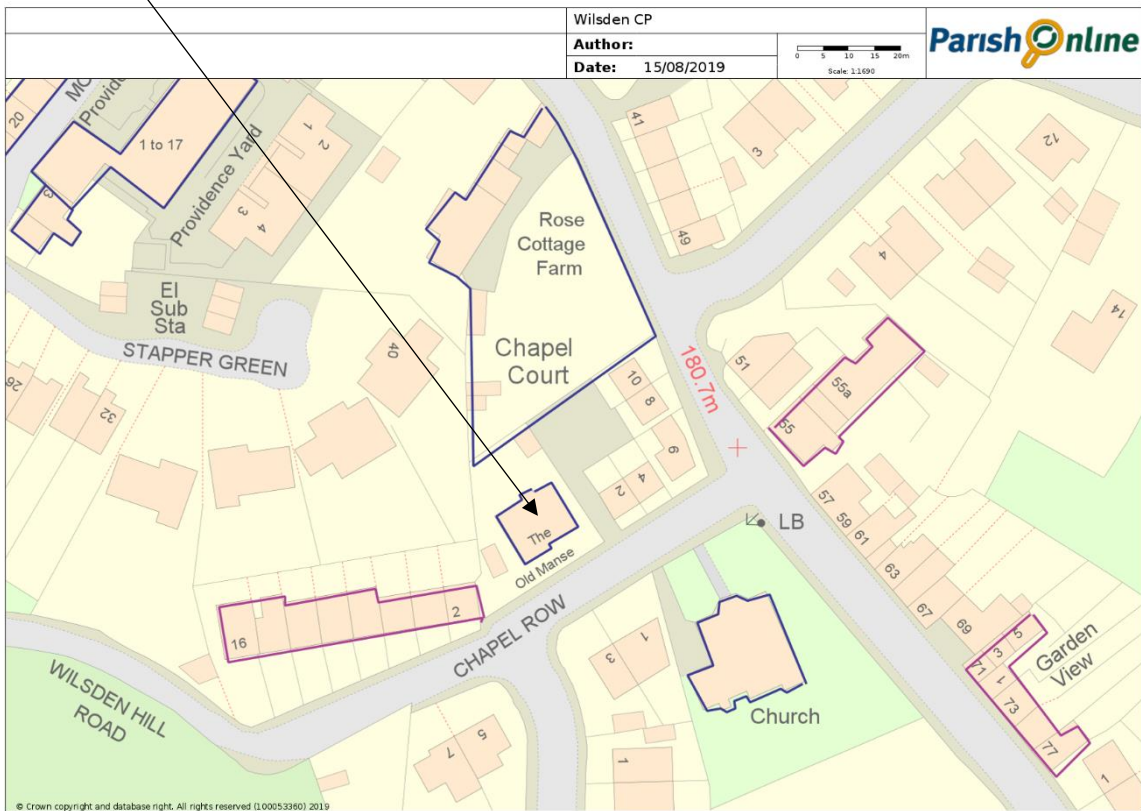 Wilsden CP
Author:
Date: 15/08/2019
0 5 10 15 20m
Scale: 1:1690
Parish Online
20
1 to 17
Providence Yard
1
2
3
4
3
El
Sub
Sta
STAPPER GREEN
26
32
40
Rose
Cottage
Farm
Chapel
Court
41
49
3
12
4
14
180.7m
51
55
55a
10
8
6
4
2
57
59
61
63
67
69
LB
The
Old Manse
16
2
CHAPEL ROW
WILSDEN HILL
ROAD
Church
1
3
5
7
1
71
1
3
5
73
77
Garden
View
1
© Crown copyright and database right. All rights reserved (100053360) 2019